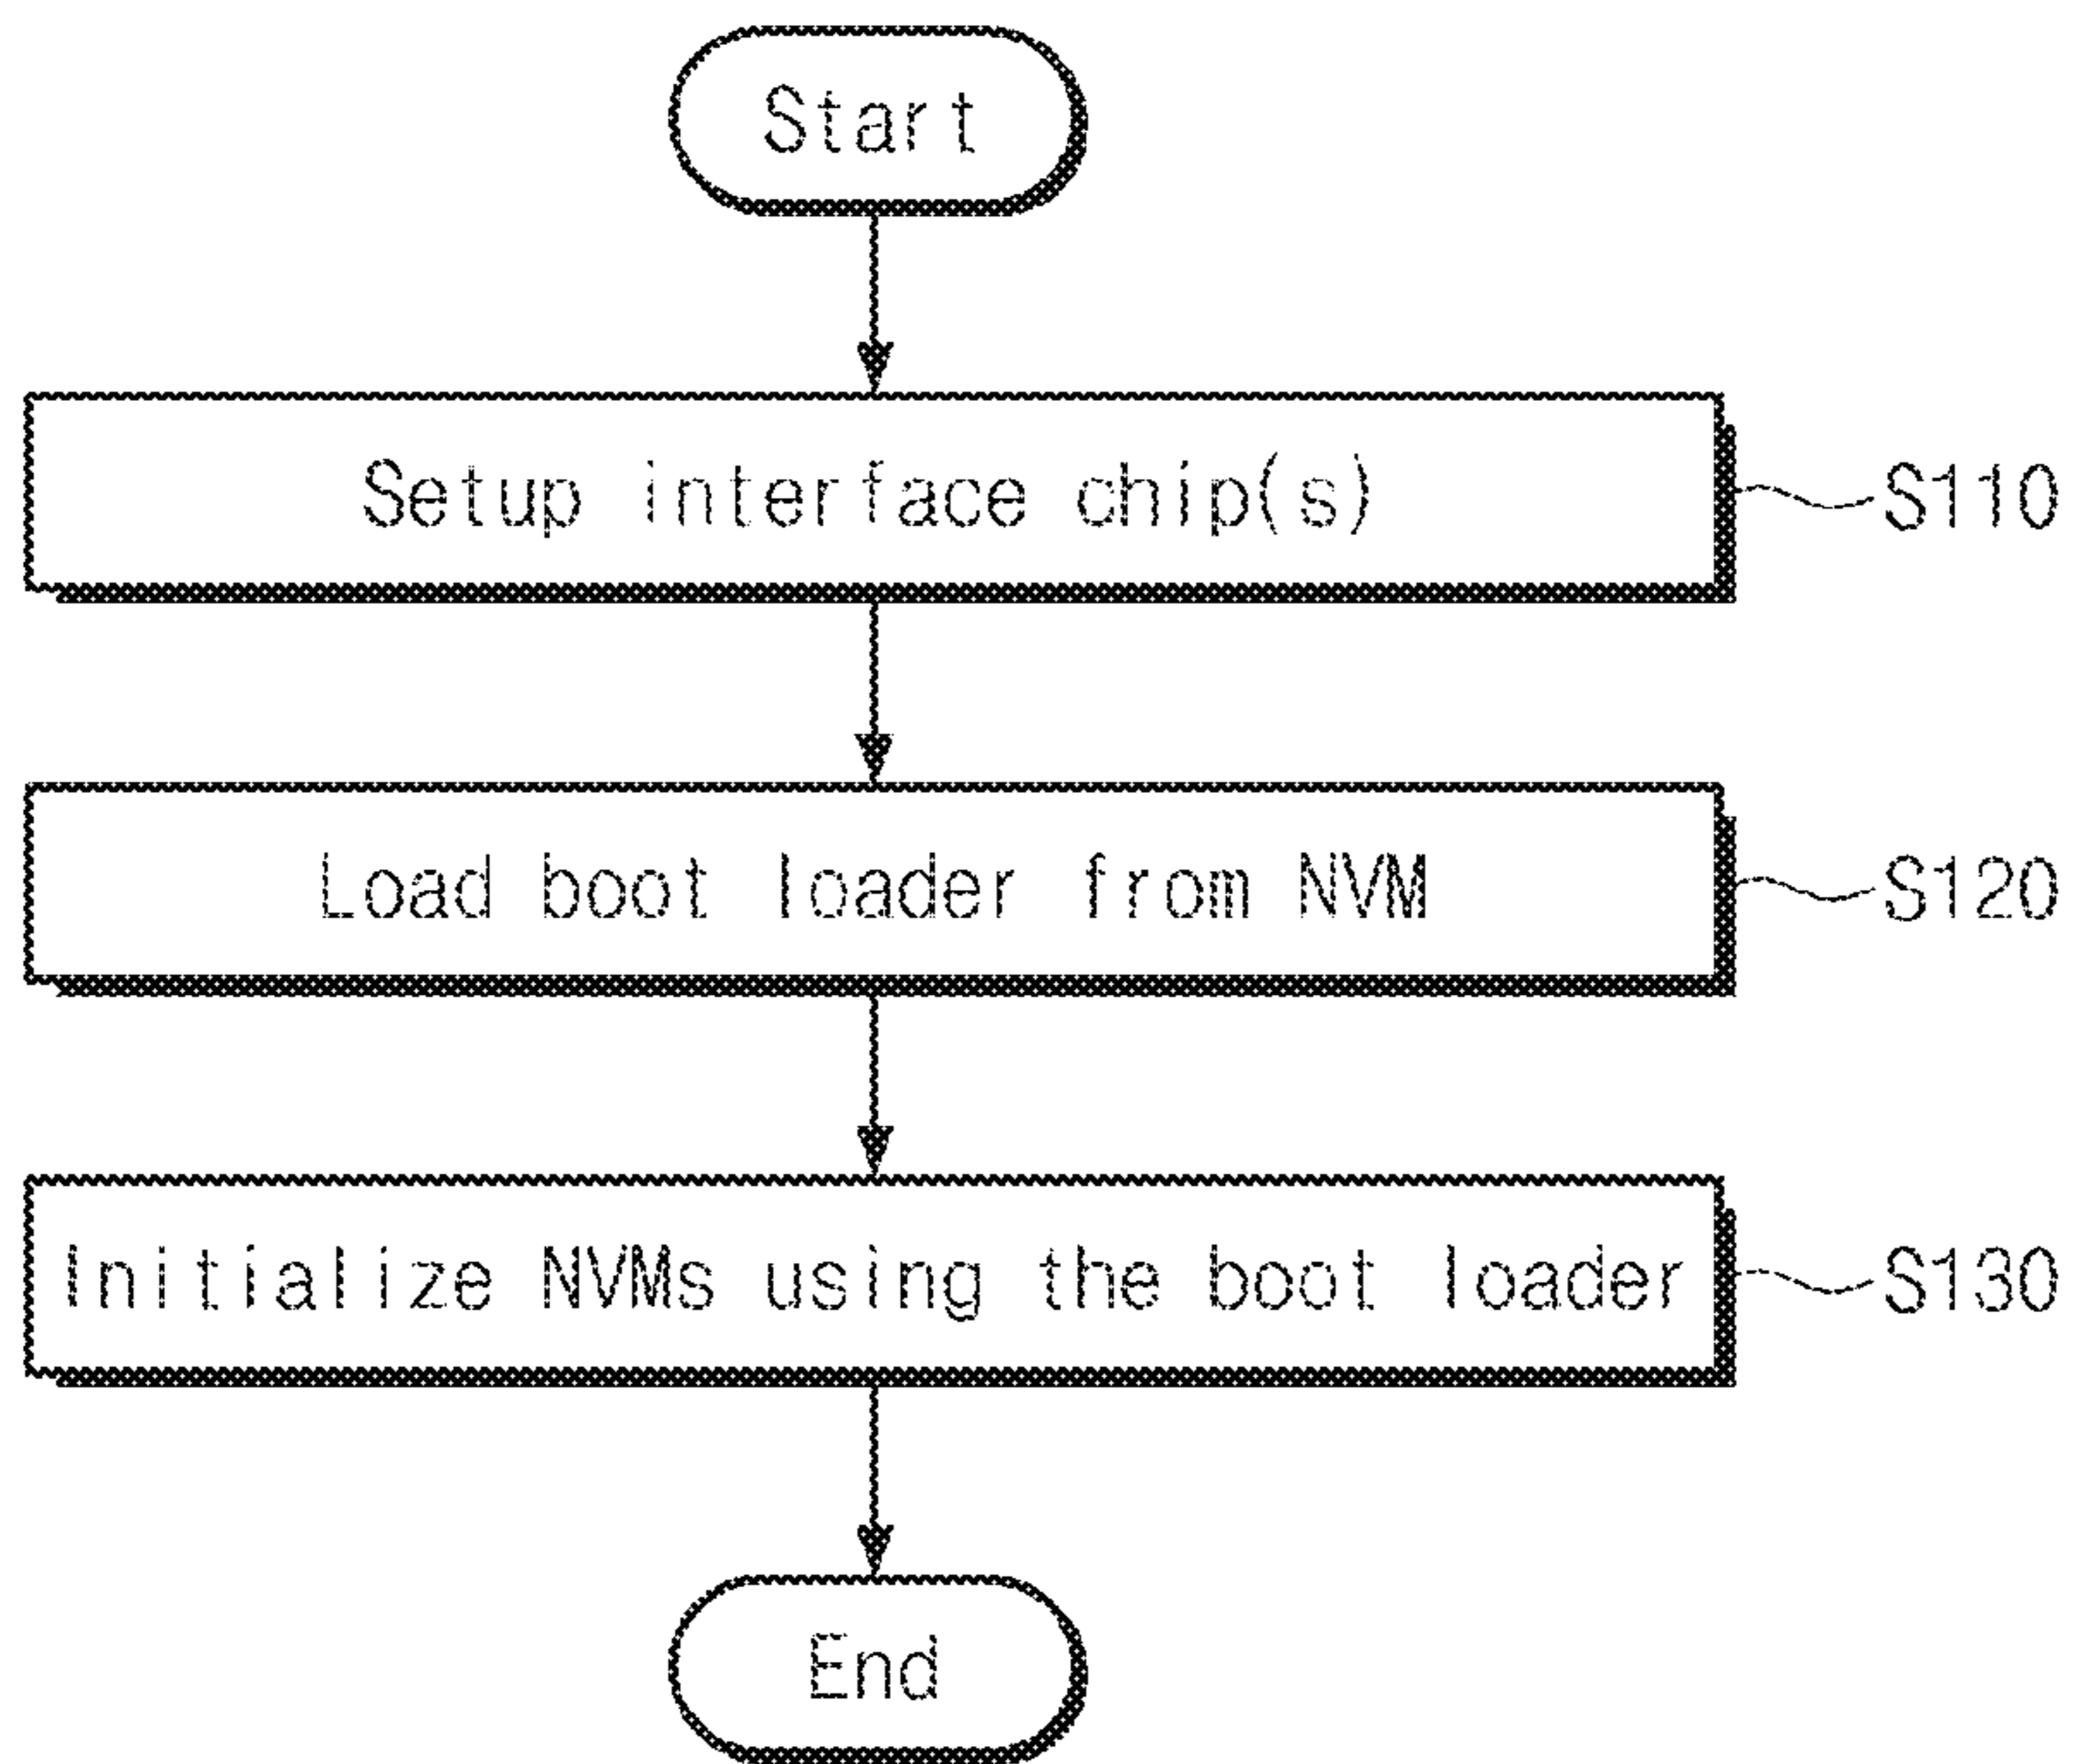 Start
Setup interface chip(s)
S110
Load boot loader from NVM
S120
Initialize NVMs using the boot loader
S130
End